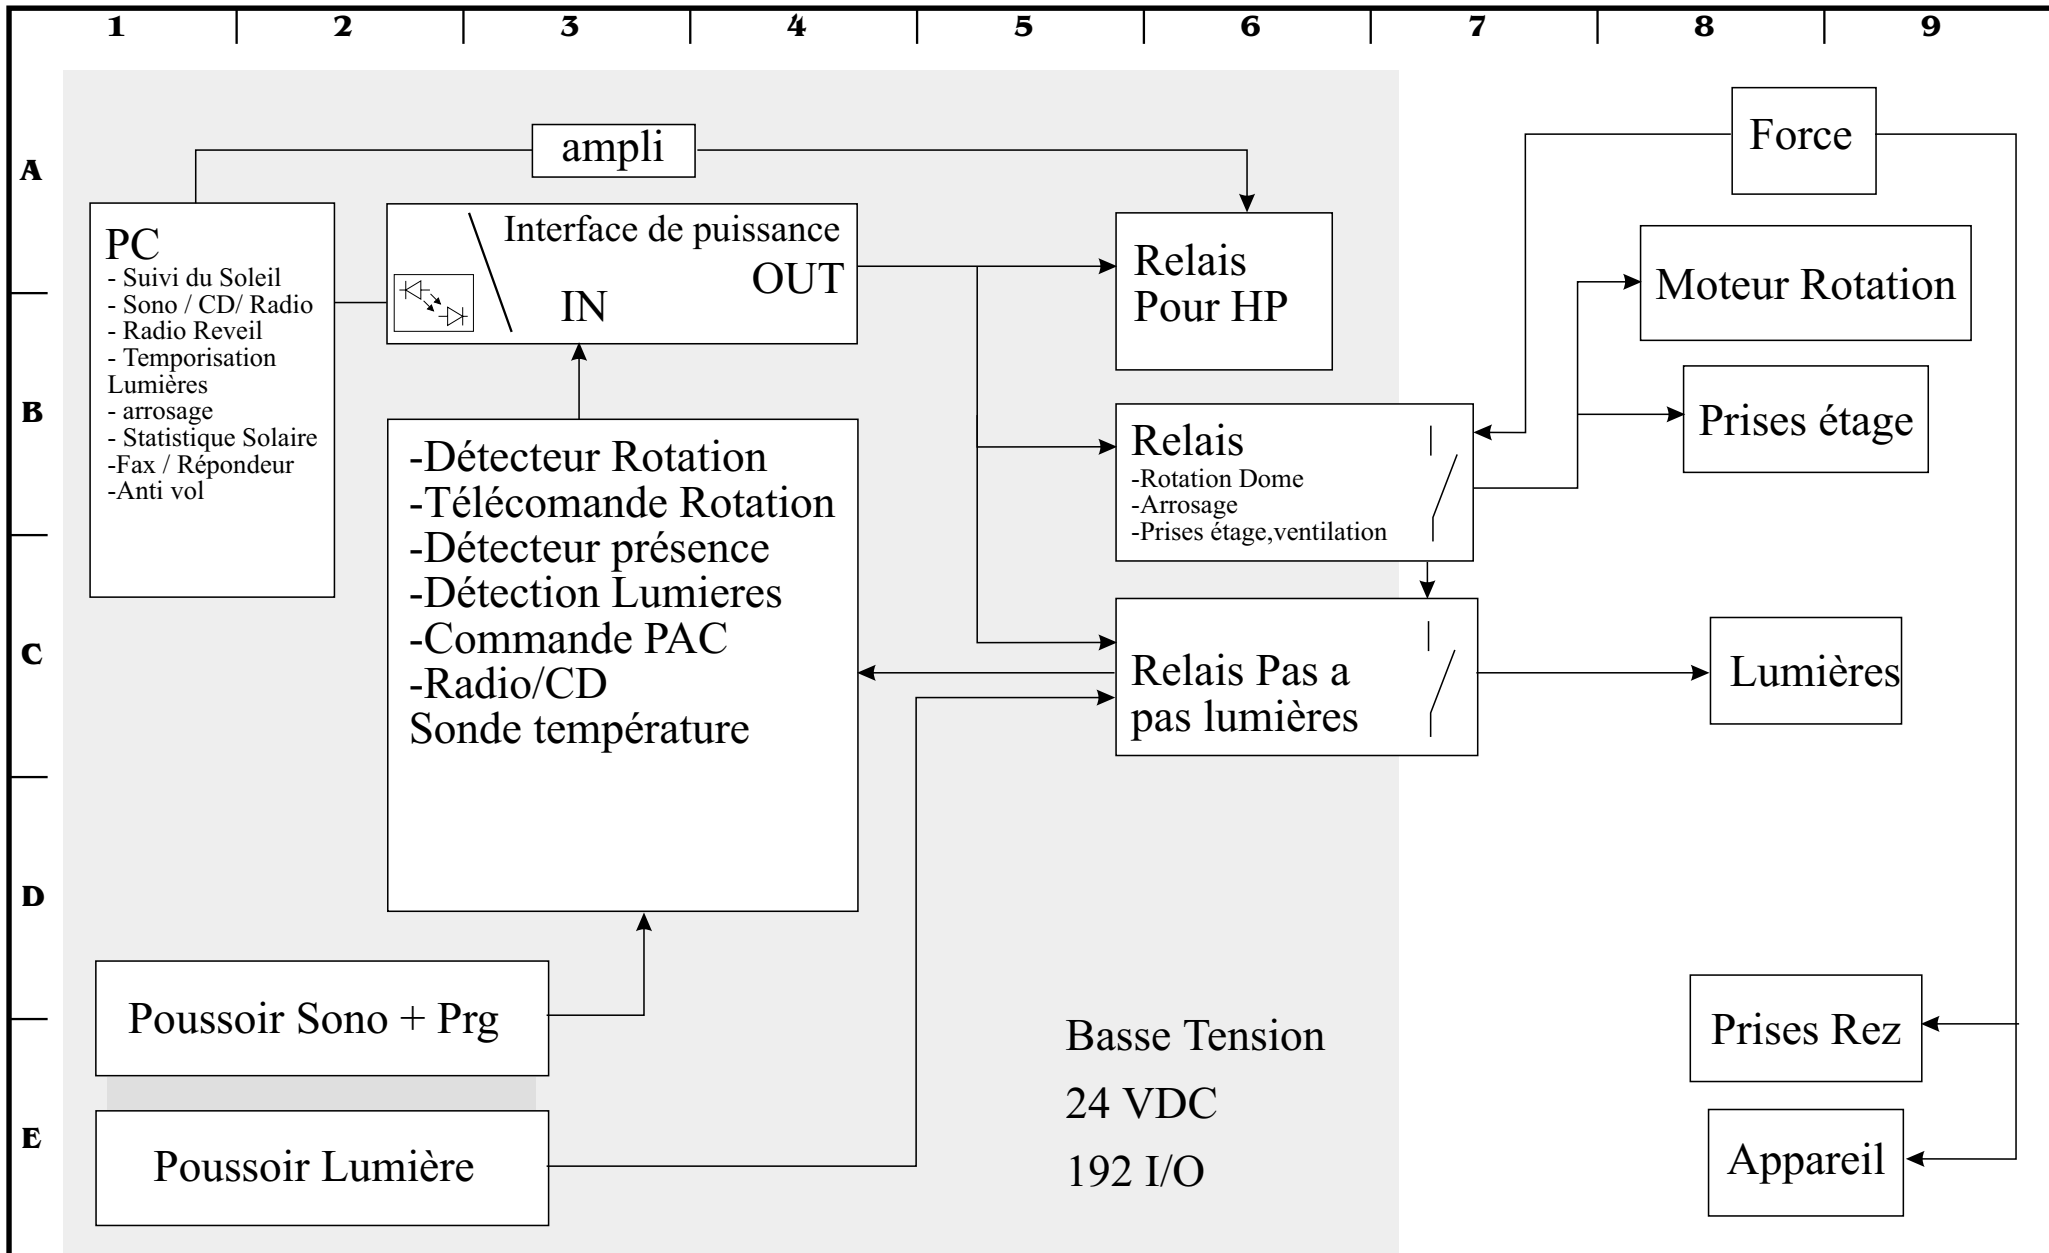 1 2 3 4 5 6 7 8 9
A
B
C
D
E
ampli
Force
PC
- Suivi du Soleil
- Sono / CD/ Radio
- Radio Reveil
- Temporisation
Lumières
- arrosage
- Statistique Solaire
-Fax / Répondeur
-Anti vol
Interface de puissance
OUT
IN
Relais
Pour HP
Moteur Rotation
Prises étage
-Détecteur Rotation
-Télécomande Rotation
-Détecteur présence
-Détection Lumieres
-Commande PAC
-Radio/CD
Sonde température
Relais
-Rotation Dome
-Arrosage
-Prises étage,ventilation
Relais Pas a
pas lumières
Lumières
Poussoir Sono + Prg
Poussoir Lumière
Basse Tension
24 VDC
192 I/O
Prises Rez
Appareil